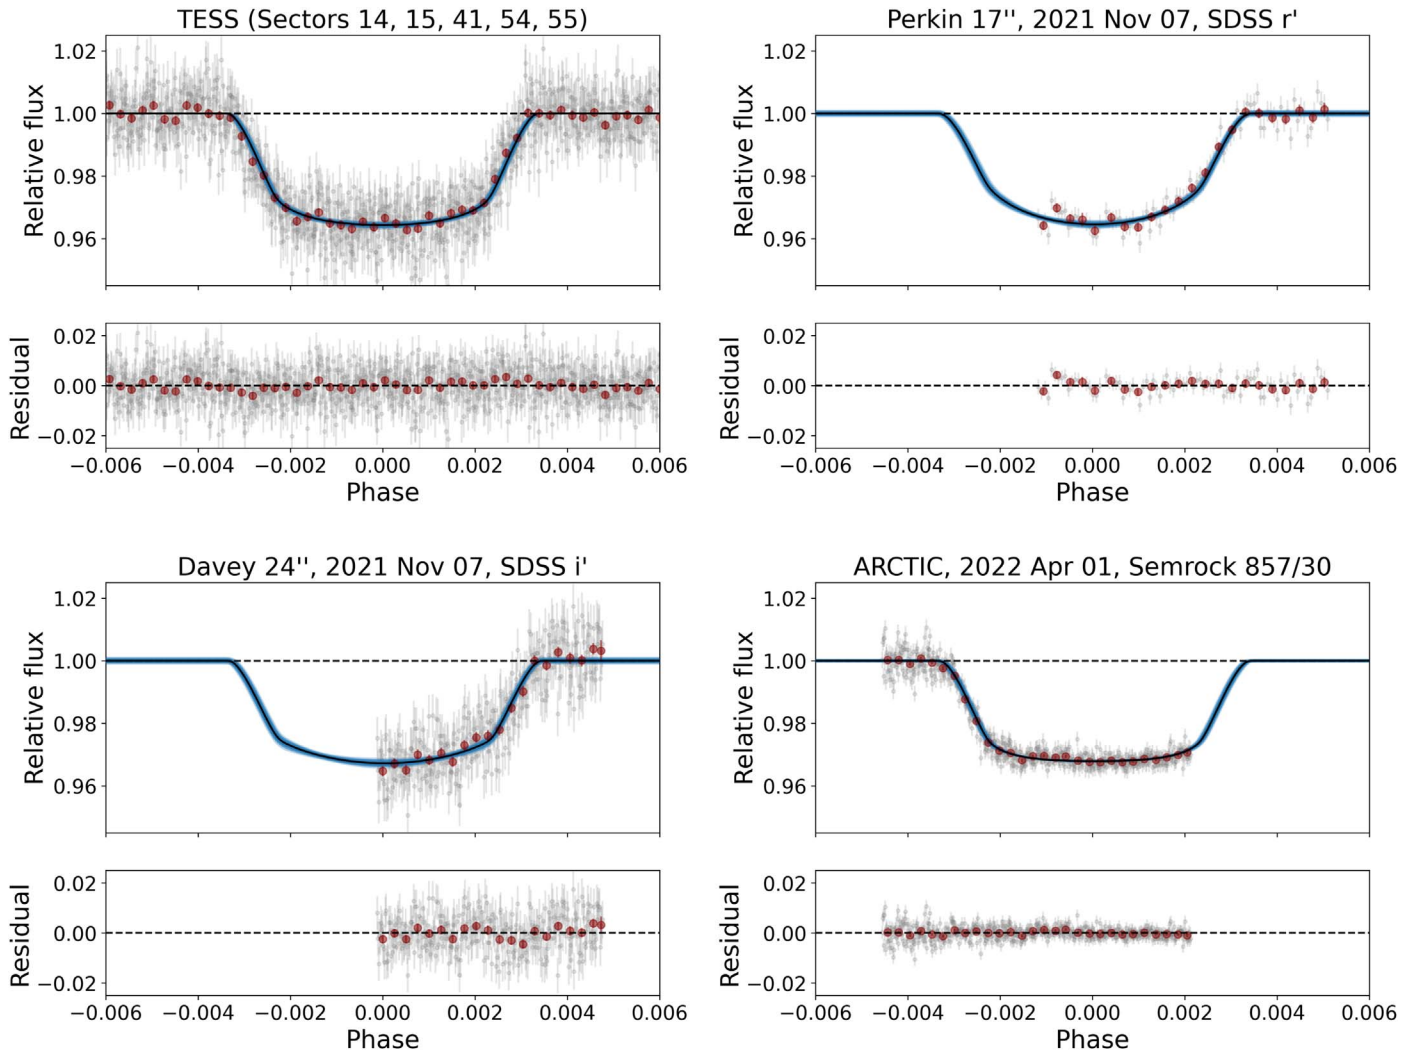 TESS (Sectors 14, 15, 41, 54, 55)
Relative flux
1.02
1.00
0.98
0.96
Residual
0.02
0.00
−0.02
−0.006 −0.004 −0.002 0.000 0.002 0.004 0.006
Phase
Perkin 17'', 2021 Nov 07, SDSS r'
Relative flux
1.02
1.00
0.98
0.96
Residual
0.02
0.00
−0.02
−0.006 −0.004 −0.002 0.000 0.002 0.004 0.006
Phase
Davey 24'', 2021 Nov 07, SDSS i'
Relative flux
1.02
1.00
0.98
0.96
Residual
0.02
0.00
−0.02
−0.006 −0.004 −0.002 0.000 0.002 0.004 0.006
Phase
ARCTIC, 2022 Apr 01, Semrock 857/30
Relative flux
1.02
1.00
0.98
0.96
Residual
0.02
0.00
−0.02
−0.006 −0.004 −0.002 0.000 0.002 0.004 0.006
Phase